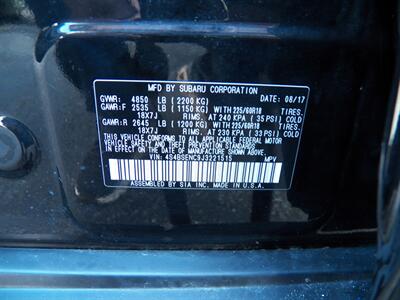 MFD BY SUBARU CORPORATION
GVWR: 4850 LB (2200 KG) DATE: 08/17
GAWR:F 2535 LB (1150 KG) WITH 225/60R18 TIRES,
18X7J RIMS, AT 240 KPA (35 PSI) COLD
GAWR:R 2645 LB (1200 KG) WITH 225/60R18 TIRES,
18X7J RIMS, AT 230 KPA (33 PSI) COLD
THIS VEHICLE CONFORMS TO ALL APPLICABLE FEDERAL MOTOR
VEHICLE SAFETY STANDARDS IN EFFECT ON THE DATE OF
MANUFACTURE SHOWN ABOVE.
VIN: 4S4BSENC9J3221515 MPV
ASSEMBLED BY SIA INC. MADE IN U.S.A.